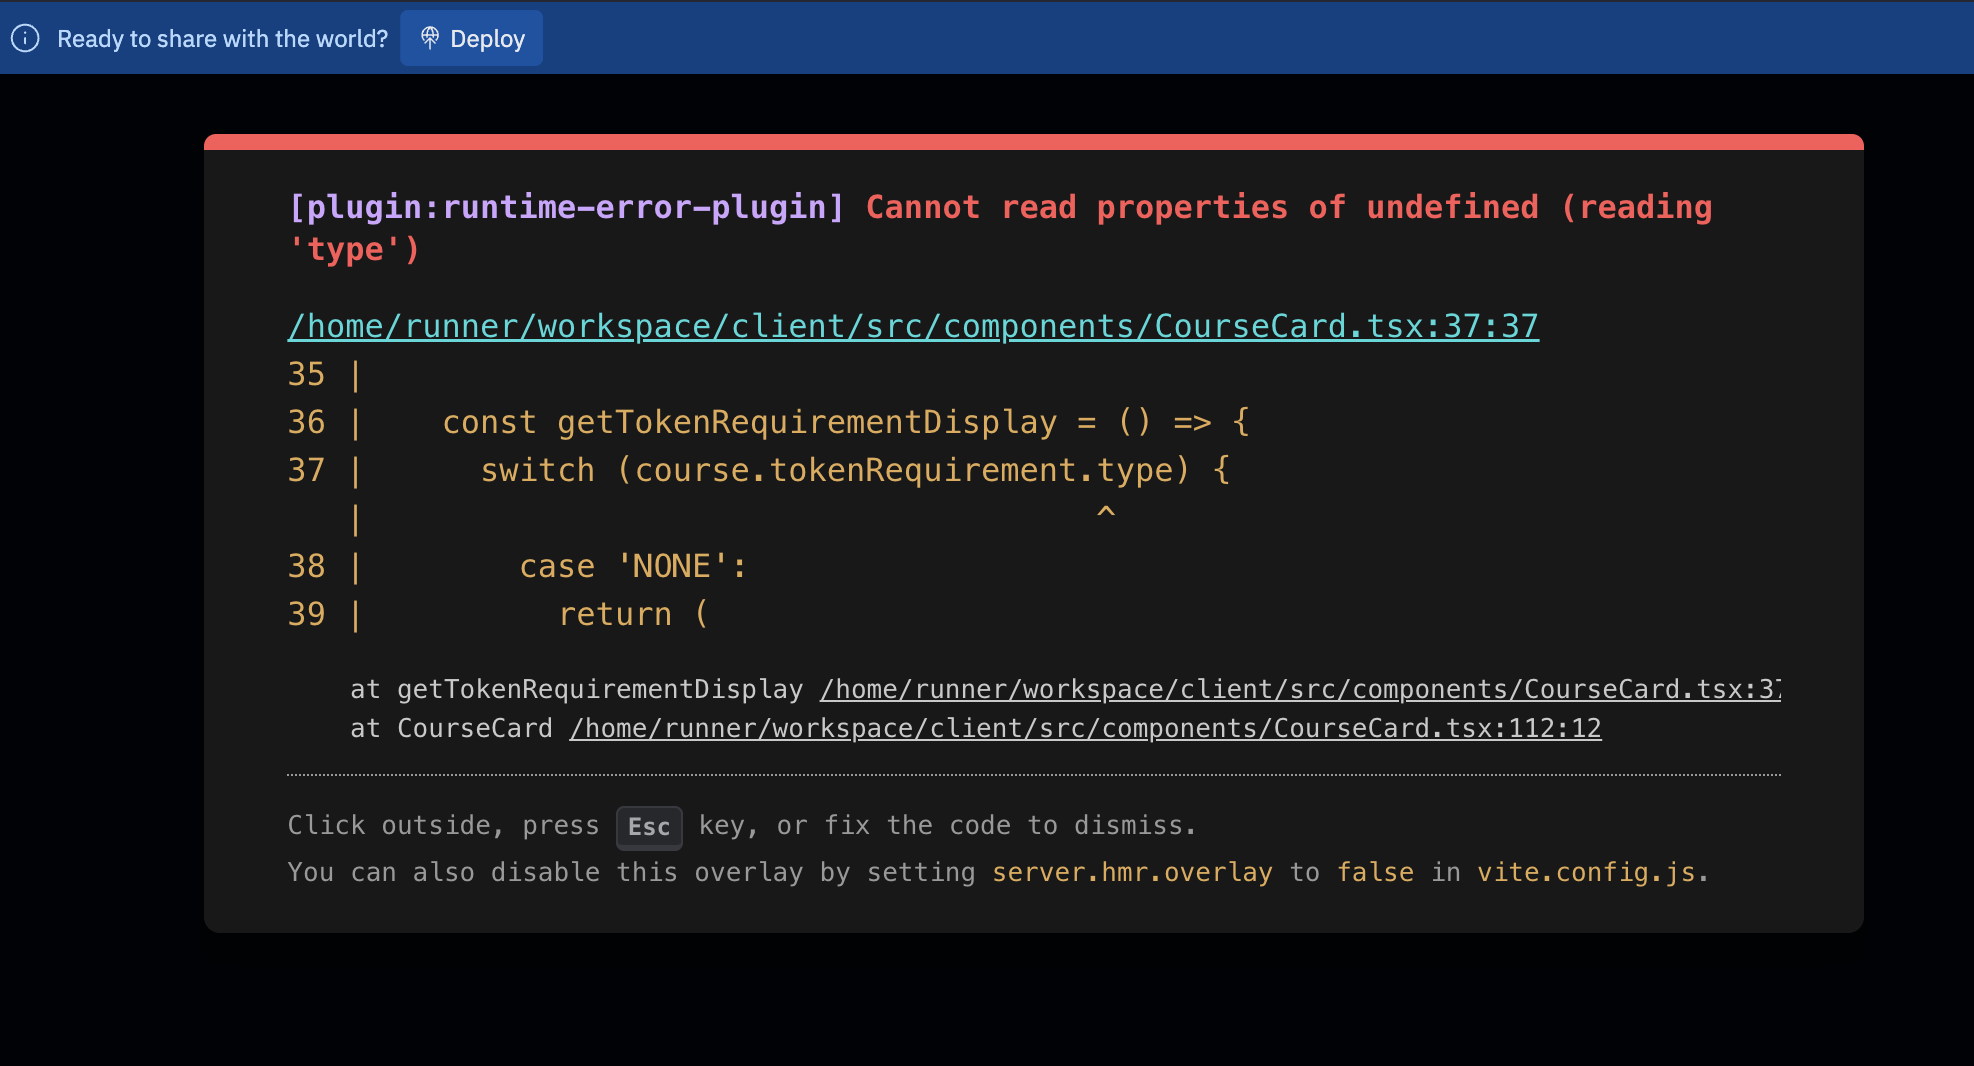 Ready to share with the world? Deploy
[plugin:runtime-error-plugin] Cannot read properties of undefined (reading
'type')
/home/runner/workspace/client/src/components/CourseCard.tsx:37:37
35 |
36 |    const getTokenRequirementDisplay = () => {
37 |      switch (course.tokenRequirement.type) {
   |                                      ^
38 |        case 'NONE':
39 |          return (
at getTokenRequirementDisplay /home/runner/workspace/client/src/components/CourseCard.tsx:37
at CourseCard /home/runner/workspace/client/src/components/CourseCard.tsx:112:12
Click outside, press Esc key, or fix the code to dismiss.
You can also disable this overlay by setting server.hmr.overlay to false in vite.config.js.